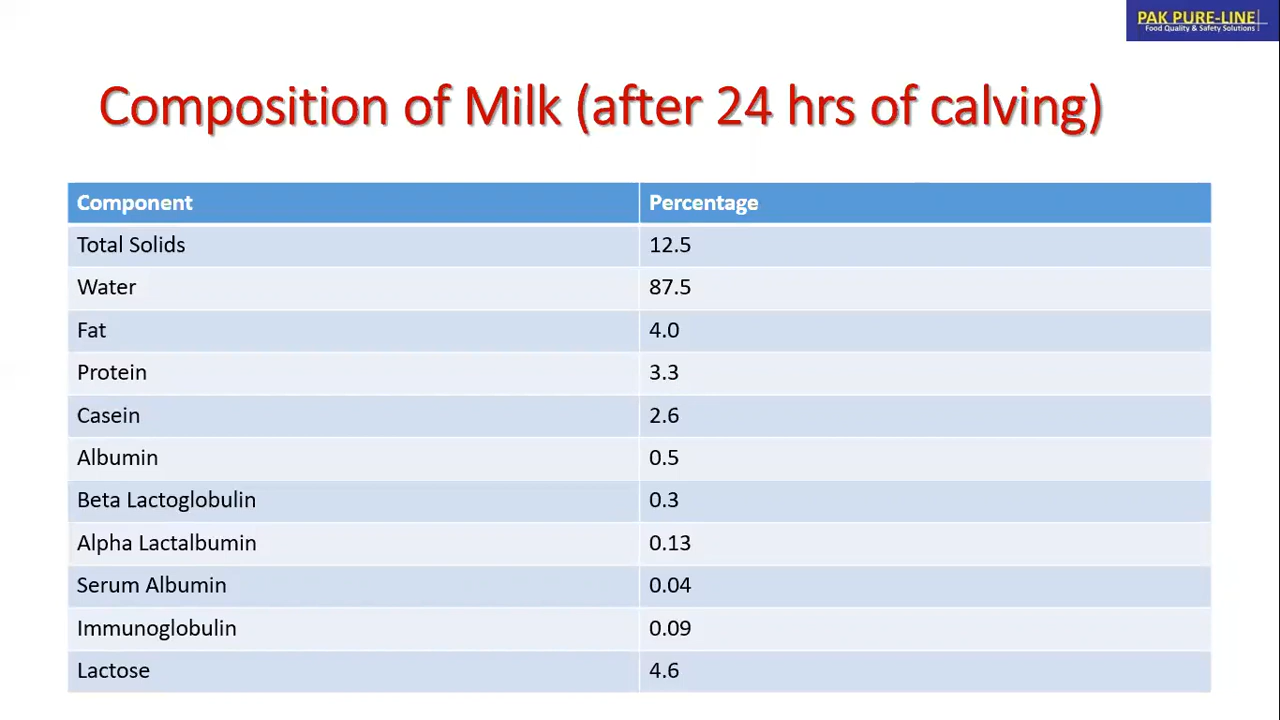 PAK PURE-LINE
Food Quality & Safety Solutions
Composition of Milk (after 24 hrs of calving)
Component Percentage
Total Solids 12.5
Water 87.5
Fat 4.0
Protein 3.3
Casein 2.6
Albumin 0.5
Beta Lactoglobulin 0.3
Alpha Lactalbumin 0.13
Serum Albumin 0.04
Immunoglobulin 0.09
Lactose 4.6